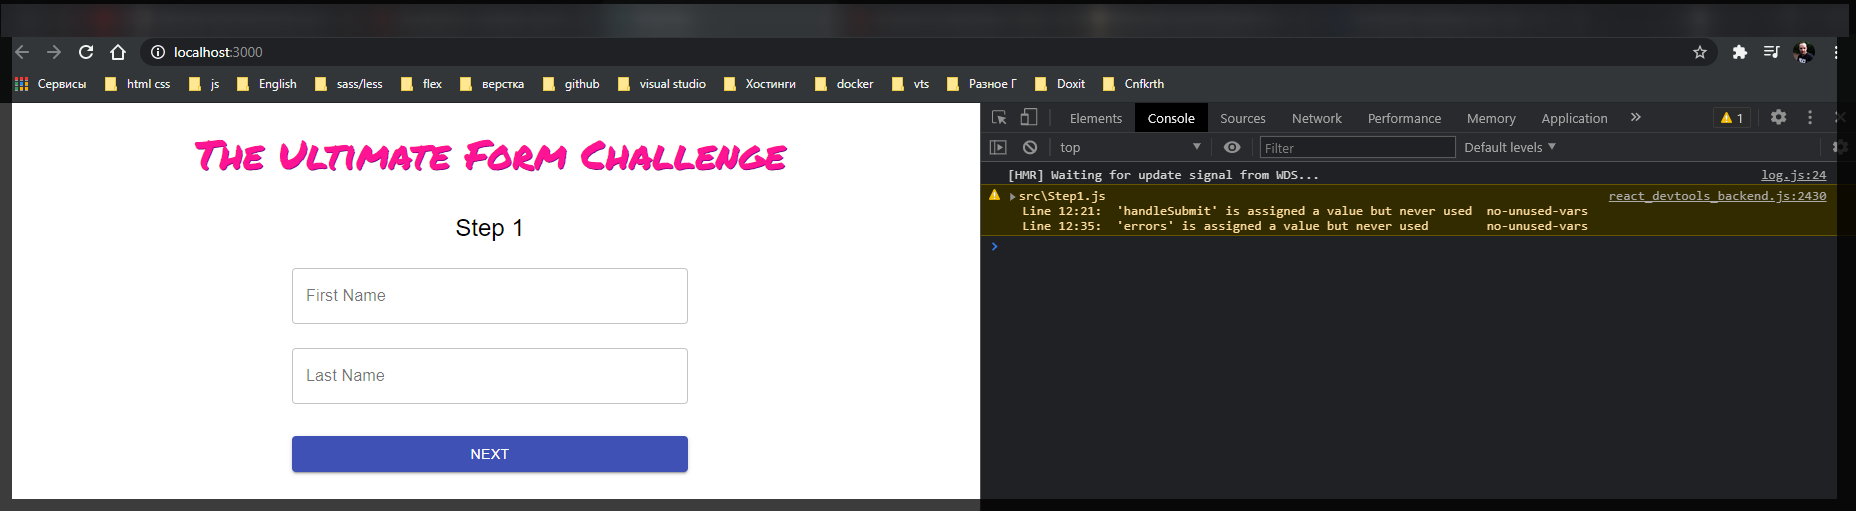 localhost:3000
Сервисы html css js English sass/less flex верстка github visual studio Хостинги docker vts Разное Г Doxit Cnfkrth
The Ultimate Form Challenge
Step 1
First Name
Last Name
NEXT
Elements Console Sources Network Performance Memory Application » 1
top Filter Default levels
[HMR] Waiting for update signal from WDS... log.js:24
src\Step1.js react_devtools_backend.js:2430
Line 12:21: 'handleSubmit' is assigned a value but never used no-unused-vars
Line 12:35: 'errors' is assigned a value but never used no-unused-vars